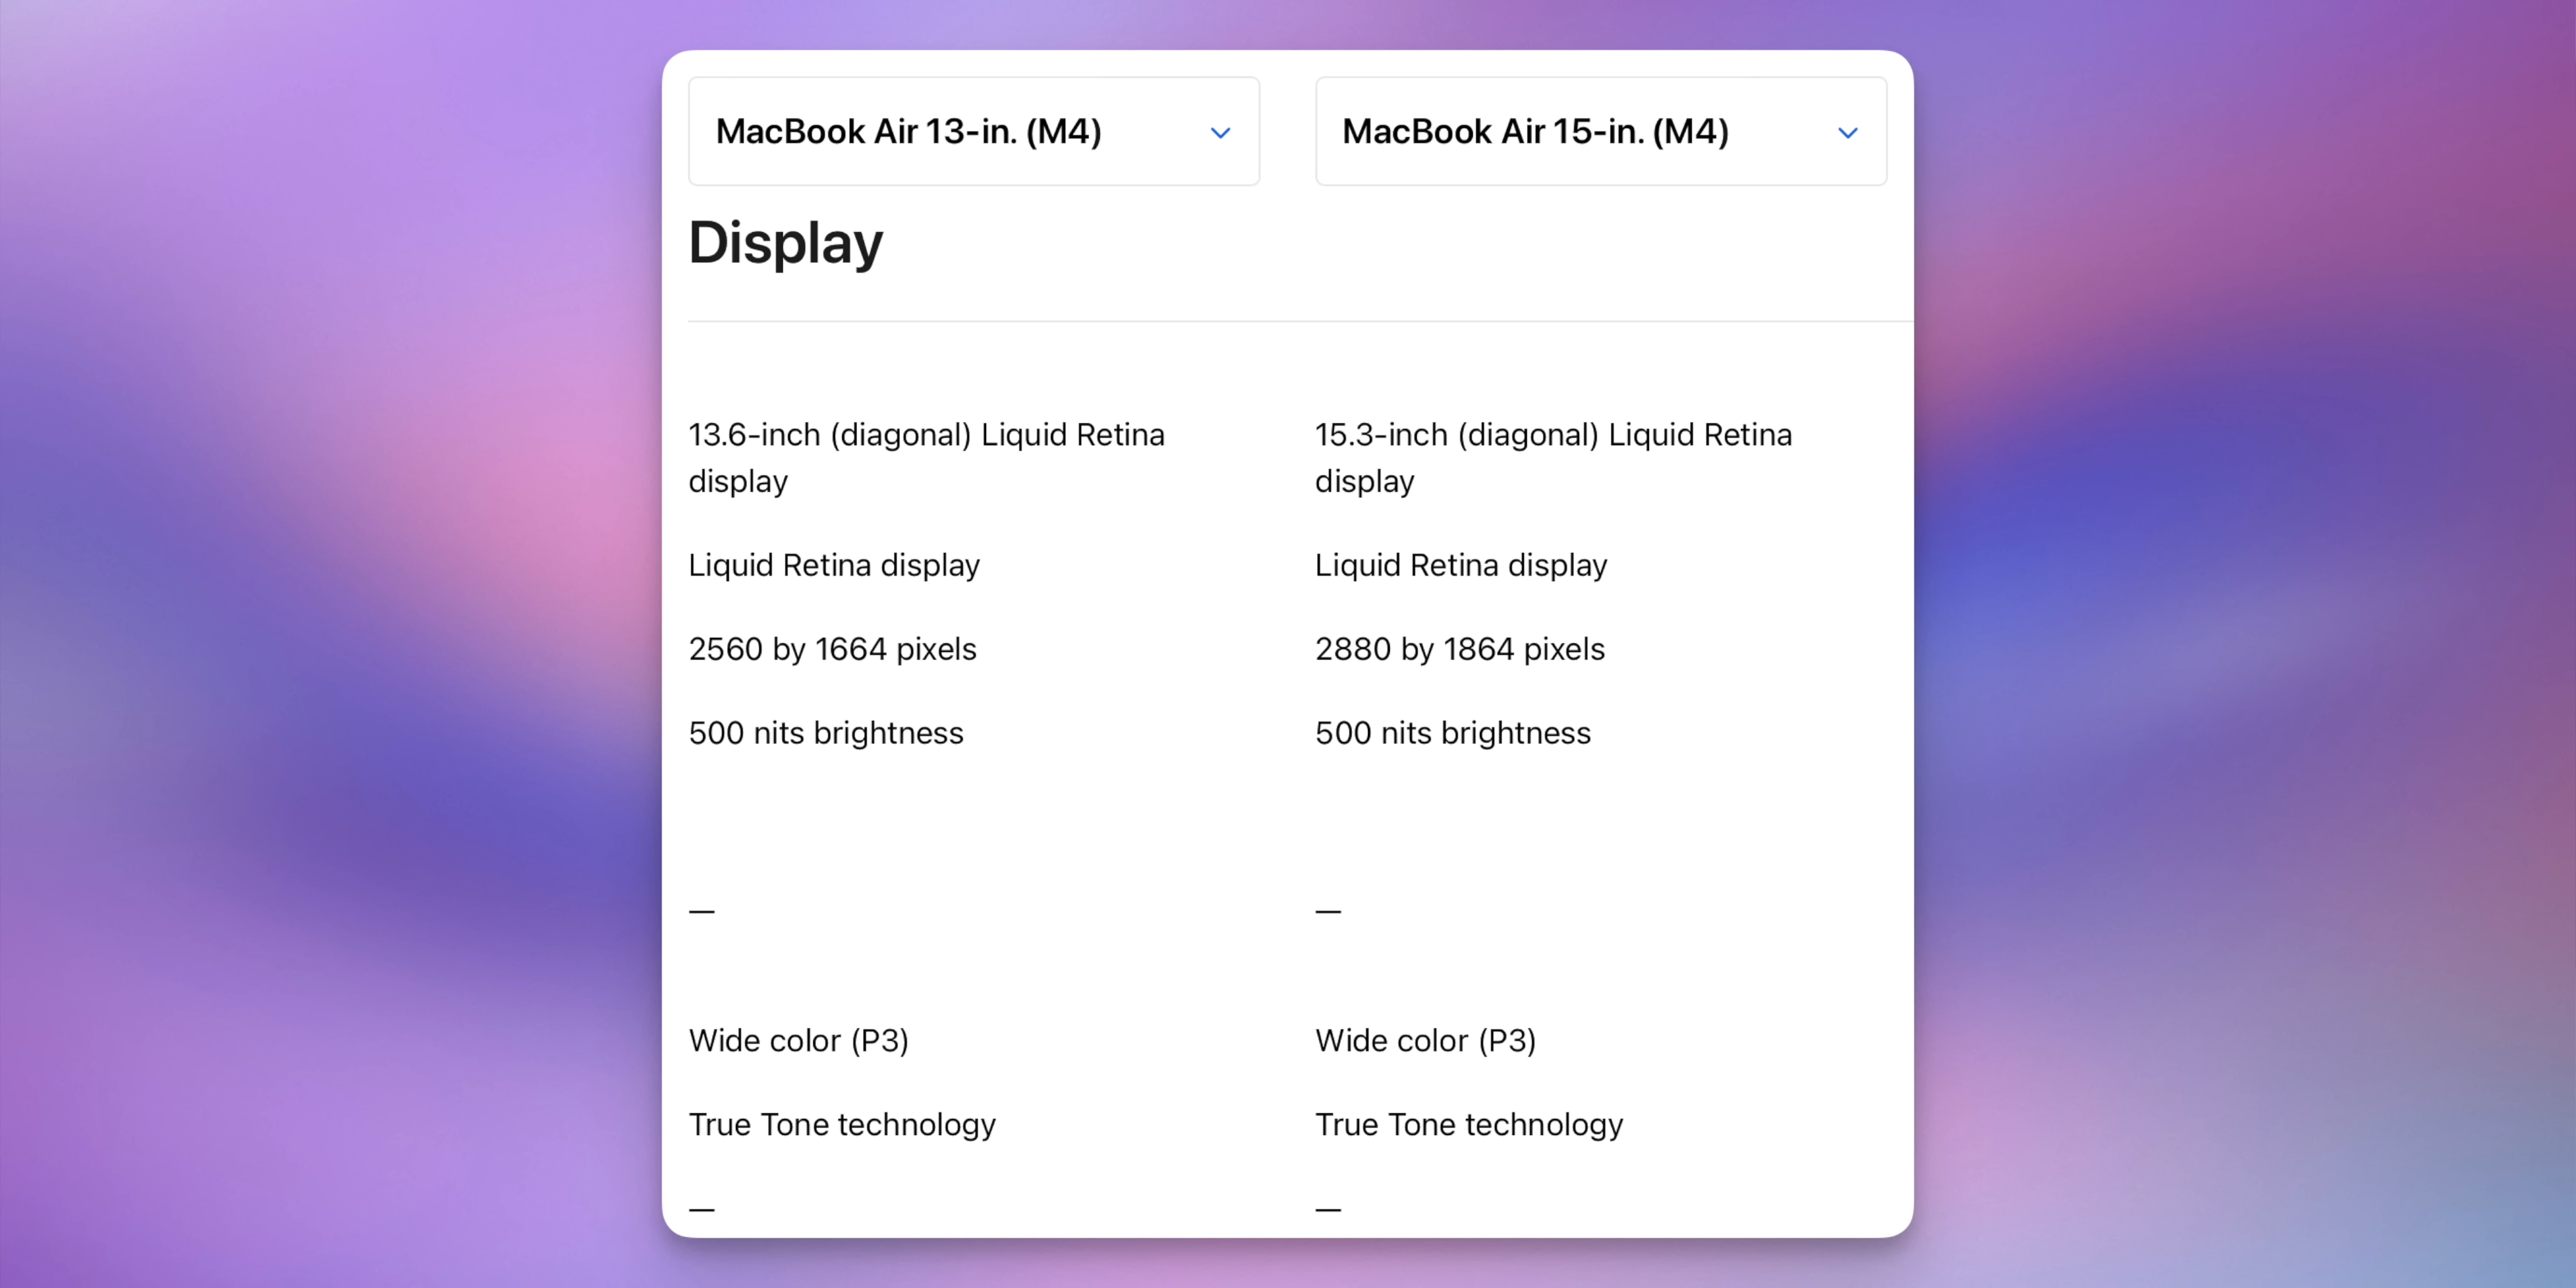 MacBook Air 13-in. (M4)
MacBook Air 15-in. (M4)
Display
13.6-inch (diagonal) Liquid Retina
display
15.3-inch (diagonal) Liquid Retina
display
Liquid Retina display
Liquid Retina display
2560 by 1664 pixels
2880 by 1864 pixels
500 nits brightness
500 nits brightness
—
—
Wide color (P3)
Wide color (P3)
True Tone technology
True Tone technology
—
—